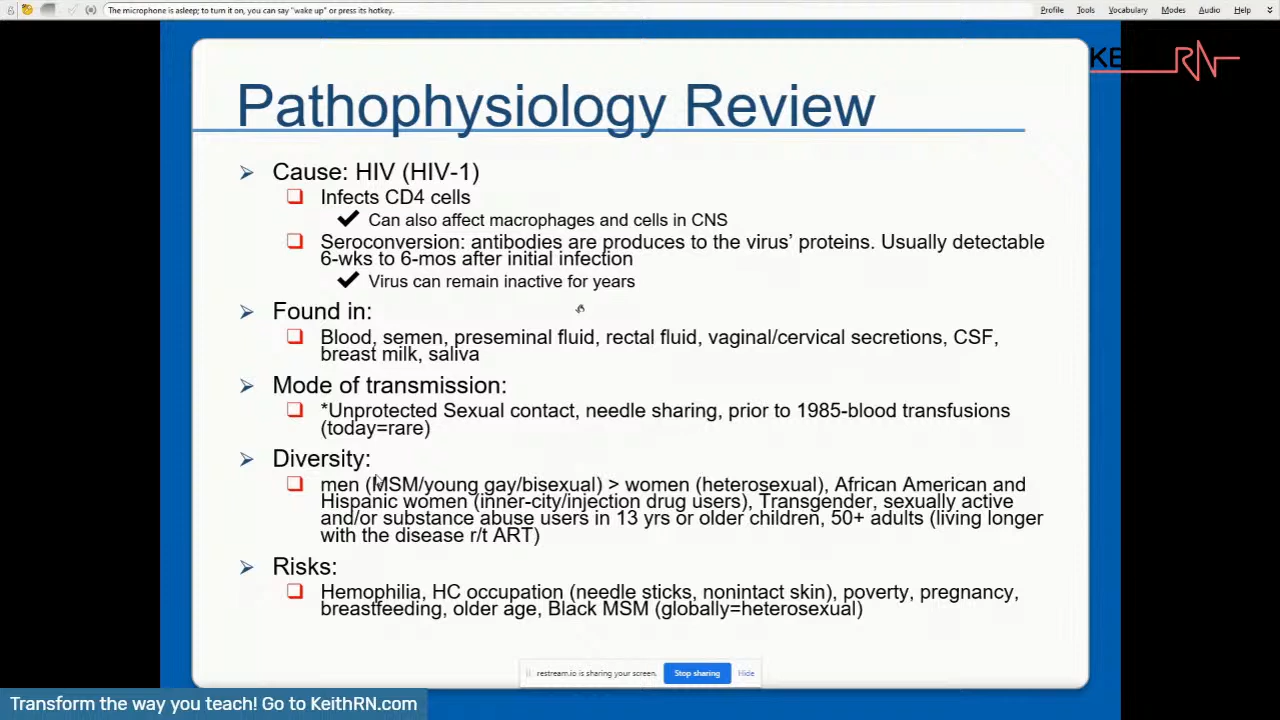 The microphone is asleep; to turn it on, you can say "wake up" or press its hotkey.
Profile Tools Vocabulary Modes Audio Help
RN
Pathophysiology Review
Cause: HIV (HIV-1)
Infects CD4 cells
Can also affect macrophages and cells in CNS
Seroconversion: antibodies are produces to the virus’ proteins. Usually detectable
6-wks to 6-mos after initial infection
Virus can remain inactive for years
Found in:
Blood, semen, preseminal fluid, rectal fluid, vaginal/cervical secretions, CSF,
breast milk, saliva
Mode of transmission:
*Unprotected Sexual contact, needle sharing, prior to 1985-blood transfusions
(today=rare)
Diversity:
men (MSM/young gay/bisexual) > women (heterosexual), African American and
Hispanic women (inner-city/injection drug users), Transgender, sexually active
and/or substance abuse users in 13 yrs or older children, 50+ adults (living longer
with the disease r/t ART)
Risks:
Hemophilia, HC occupation (needle sticks, nonintact skin), poverty, pregnancy,
breastfeeding, older age, Black MSM (globally=heterosexual)
restream.io is sharing your screen. Stop sharing Hide
Transform the way you teach! Go to KeithRN.com